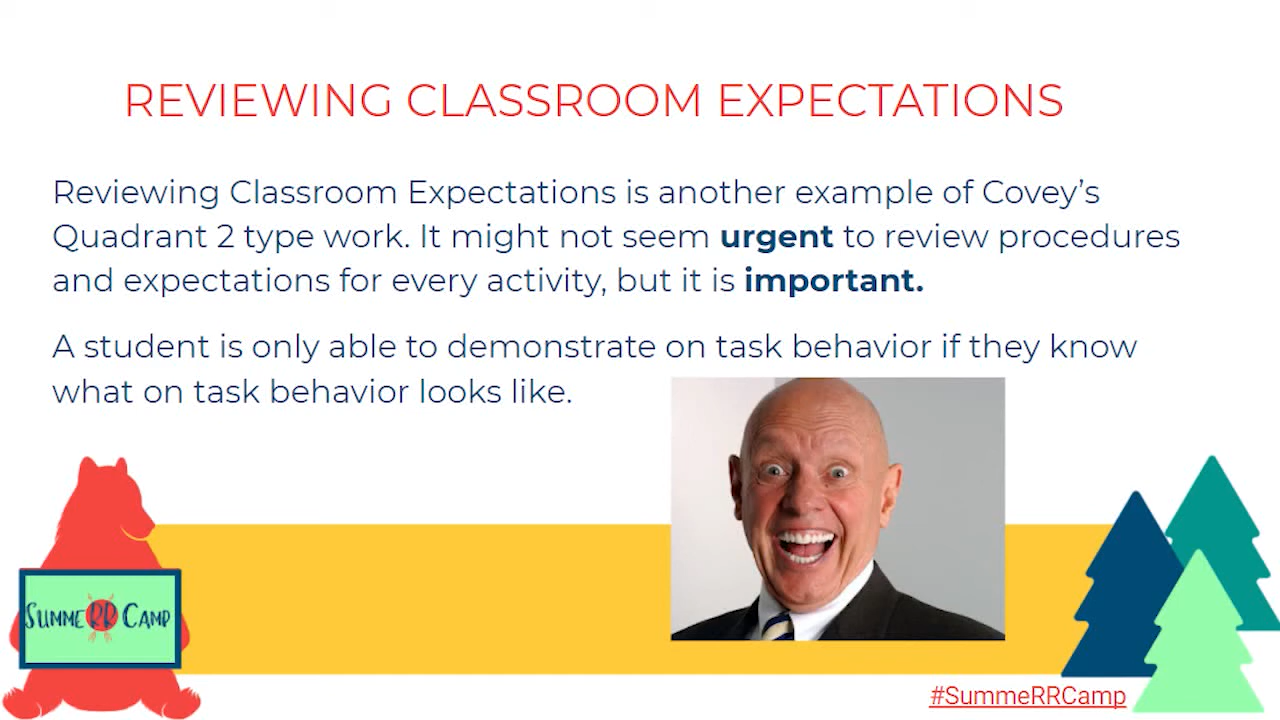 REVIEWING CLASSROOM EXPECTATIONS
Reviewing Classroom Expectations is another example of Covey’s
Quadrant 2 type work. It might not seem urgent to review procedures
and expectations for every activity, but it is important.
A student is only able to demonstrate on task behavior if they know
what on task behavior looks like.
SUMMERR CAMP
#SummeRRCamp